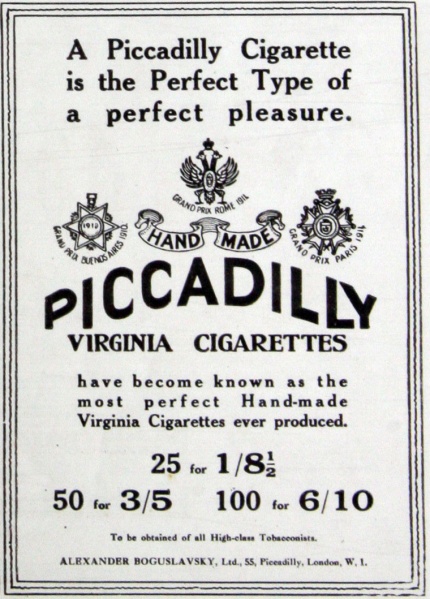 A Piccadilly Cigarette
is the Perfect Type of
a perfect pleasure.
GRAND PRIX ROME 1911.
1910
GRAND PRIX BUENOS AIRES 1910.
HAND MADE
GRAND PRIX PARIS 1911
PICCADILLY
VIRGINIA CIGARETTES
have become known as the
most perfect Hand-made
Virginia Cigarettes ever produced.
25 for 1/8½
50 for 3/5 100 for 6/10
To be obtained of all High-class Tobacconists.
ALEXANDER BOGUSLAVSKY, Ltd., 55, Piccadilly, London, W. 1.